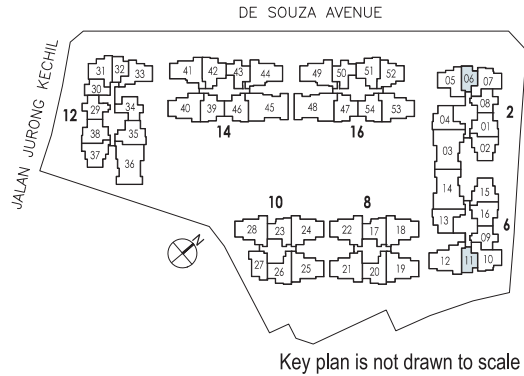 DE SOUZA AVENUE
JALAN JURONG KECHIL
31 32 33
30
29 34
12
38 35
37 36
41 42 43 44
40 39 46 45
14
49 50 51 52
48 47 54 53
16
05 06 07
08
04 01
2
03 02
14 15
13 16
6
09
12 11 10
10
28 23 24
27 26 25
8
22 17 18
21 20 19
N
Key plan is not drawn to scale